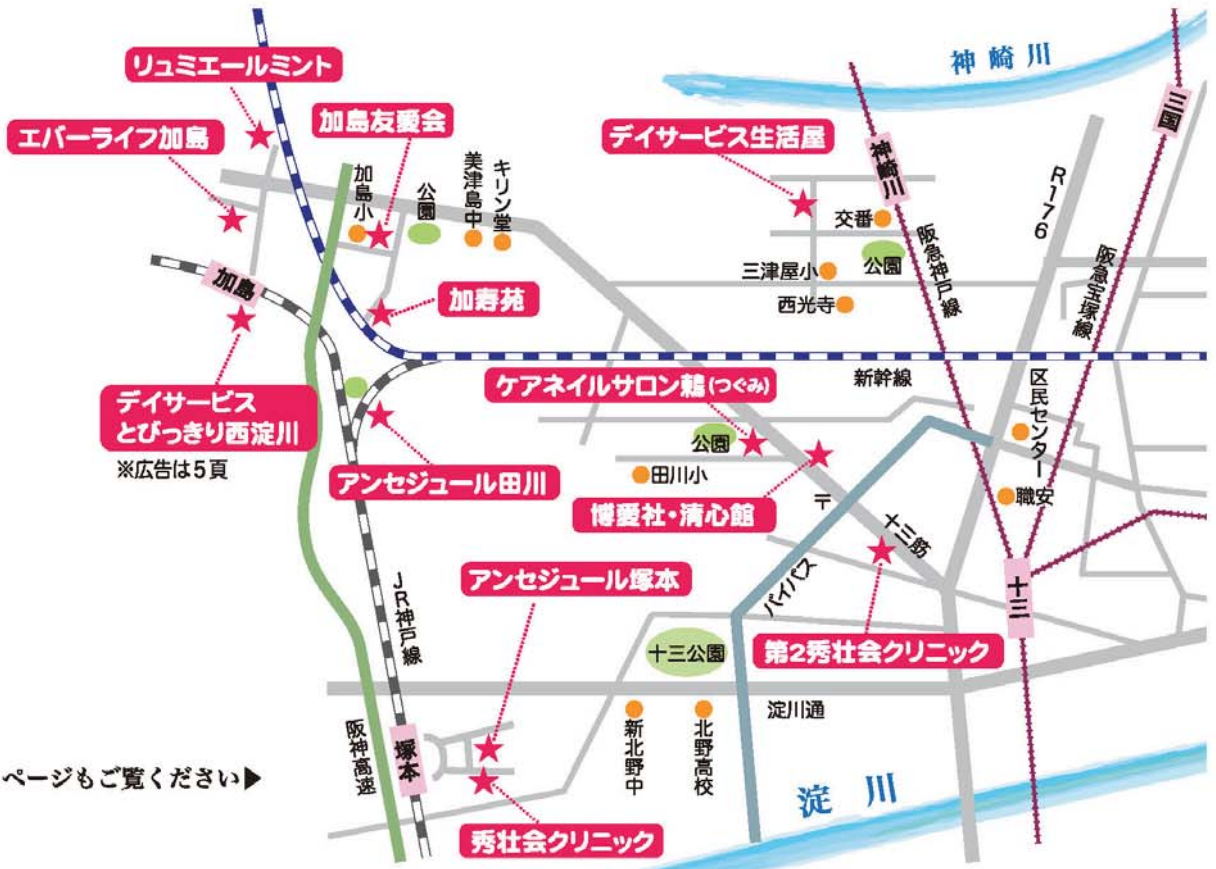 神崎川
リュミエールミント
エバーライフ加島
加島友愛会
デイサービス生活屋
三国
神崎川
R176
加島小
公園
美津島中
キリン堂
交番
公園
阪急神戸線
阪急宝塚線
三津屋小
西光寺
加島
加寿苑
新幹線
ケアネイルサロン鶫(つぐみ)
区民センター
デイサービス
とびっきり西淀川
※広告は5頁
公園
田川小
アンセジュール田川
博愛社・清心館
〒
職安
十三筋
バイパス
十三
アンセジュール塚本
JR神戸線
十三公園
第2秀壮会クリニック
淀川通
阪神高速
塚本
新北野中
北野高校
ページもご覧ください▶
淀川
秀壮会クリニック